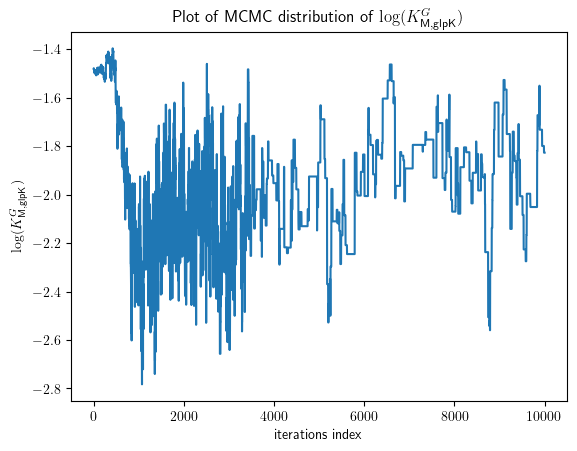 Plot of MCMC distribution of log(K^G_M,glpK)
−1.4
−1.6
−1.8
−2.0
−2.2
−2.4
−2.6
−2.8
log(K^G_M,glpK)
0 2000 4000 6000 8000 10000
iterations index